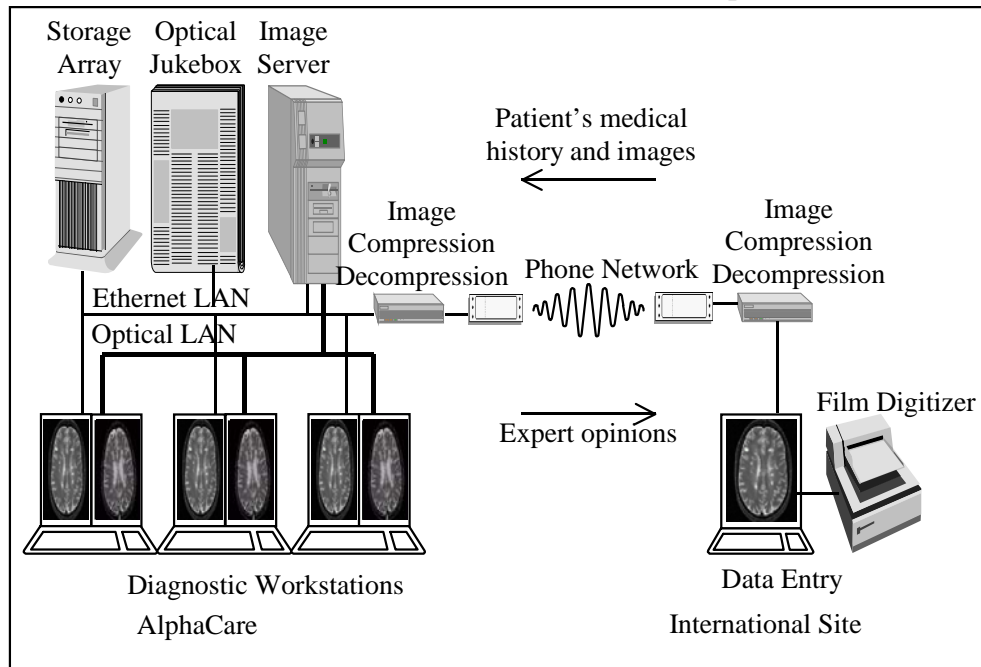 Storage
Array
Optical
Jukebox
Image
Server
Patient’s medical
history and images
Image
Compression
Decompression
Phone Network
Image
Compression
Decompression
Ethernet LAN
Optical LAN
Expert opinions
Film Digitizer
Diagnostic Workstations
Data Entry
AlphaCare
International Site